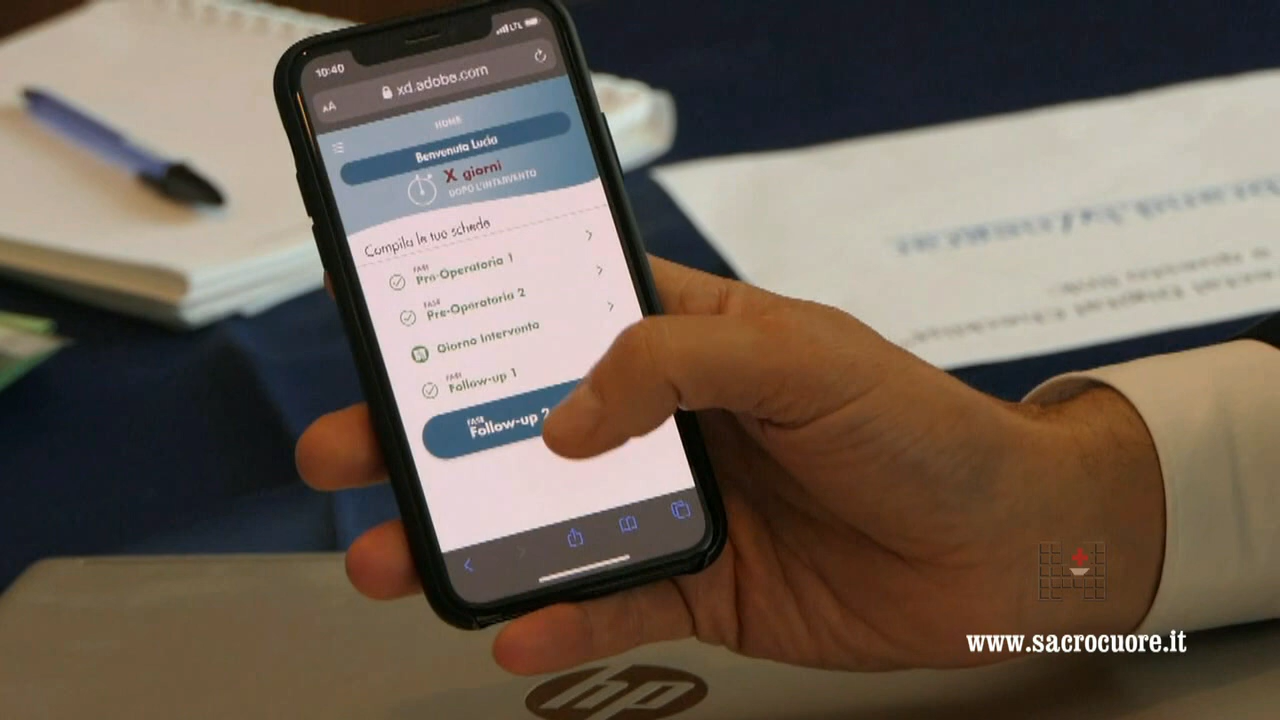 10:40
LTE
AA
xd.adobe.com
HOME
Benvenuta Lucia
X giorni
DOPO L'INTERVENTO
Compila le tue schede
FASE
Pre-Operatoria 1
FASE
Pre-Operatoria 2
Giorno Intervento
FASE
Follow-up 1
FASE
Follow-up 2
www.sacrocuore.it
hp